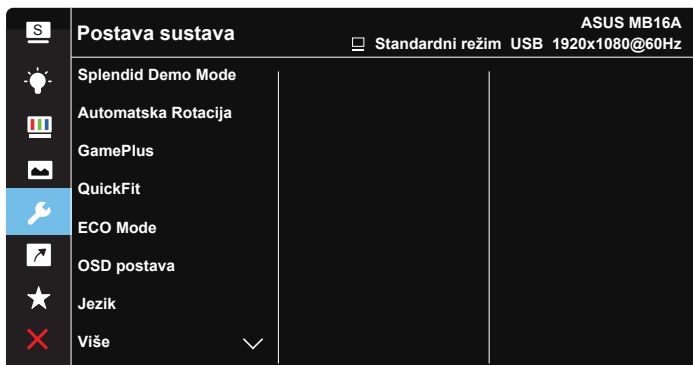 S
Postava sustava
ASUS MB16A
Standardni režim USB 1920x1080@60Hz
Splendid Demo Mode
Automatska Rotacija
GamePlus
QuickFit
ECO Mode
OSD postava
Jezik
Više